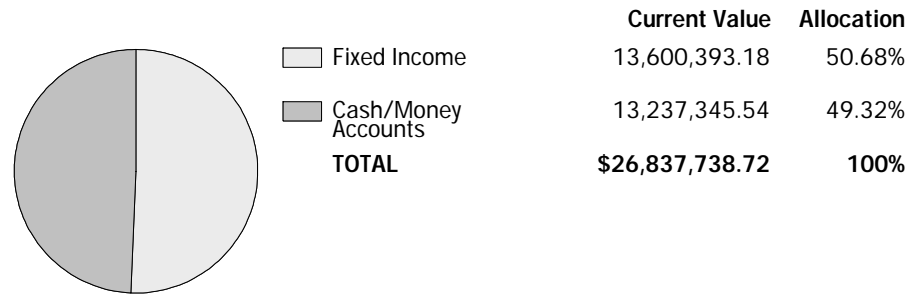 Current Value Allocation
Fixed Income 13,600,393.18 50.68%
Cash/Money Accounts 13,237,345.54 49.32%
TOTAL $26,837,738.72 100%